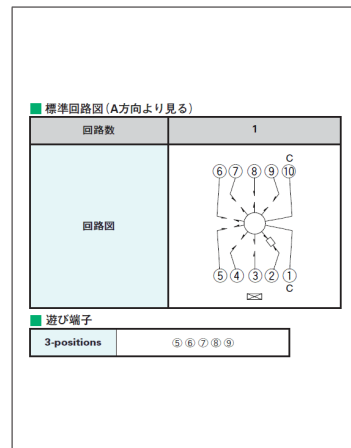 標準回路図(A方向より見る)
回路数 1
C
⑥⑦⑧⑨⑩
回路図
⑤④③②①
C
遊び端子
3-positions ⑤⑥⑦⑧⑨